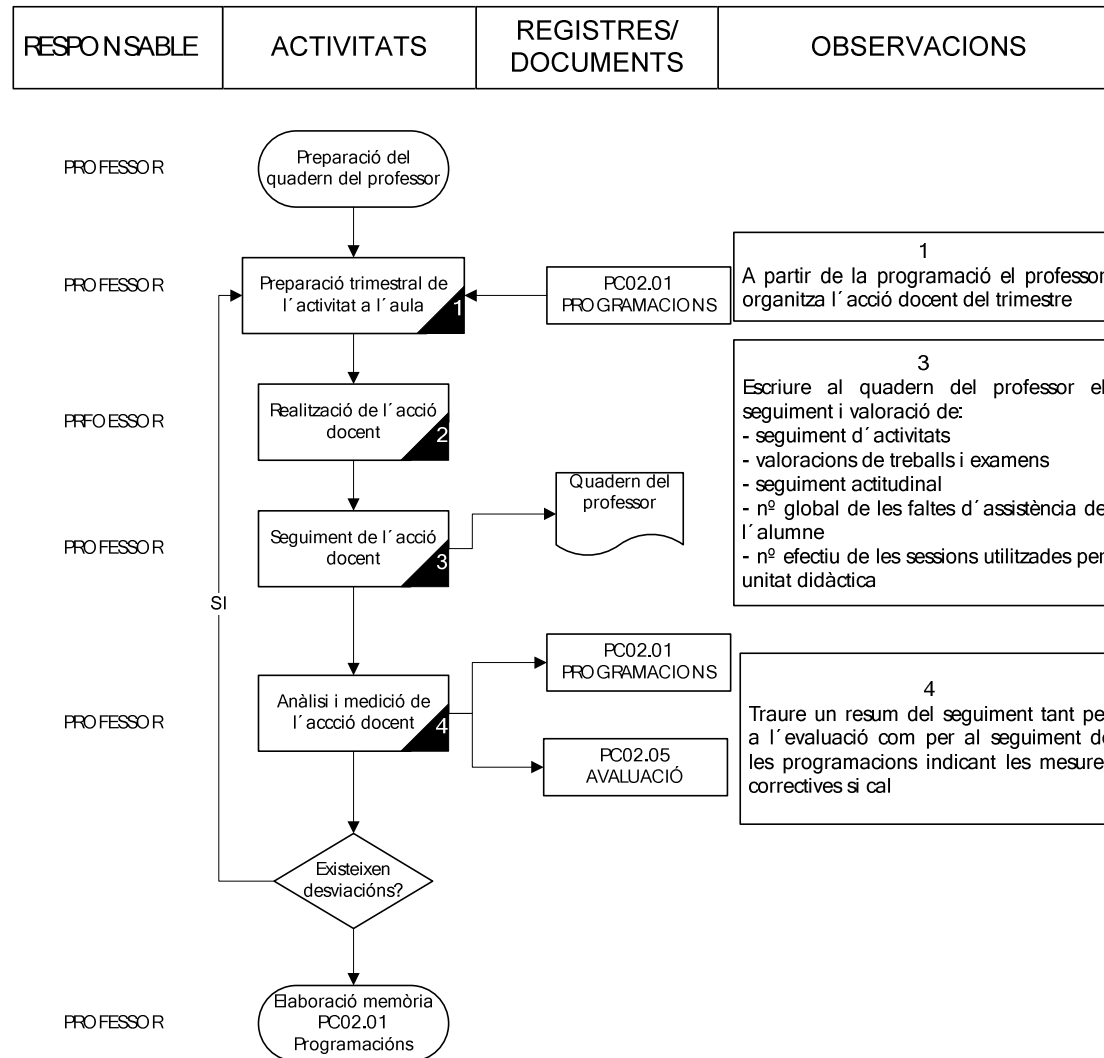 RESPONSABLE
ACTIVITATS
REGISTRES/
DOCUMENTS
OBSERVACIONS
PROFESSOR
Preparació del
quadern del professor
PROFESSOR
Preparació trimestral de
l´activitat a l´aula
1
PC02.01
PROGRAMACIONS
1
A partir de la programació el professor
organitza l´acció docent del trimestre
PRFOESSOR
Realització de l´acció
docent
2
3
Escriure al quadern del professor el
seguiment i valoració de:
- seguiment d´activitats
- valoracions de treballs i examens
- seguiment actitudinal
- nº global de les faltes d´assistència de
l´alumne
- nº efectiu de les sessions utilitzades per
unitat didàctica
PROFESSOR
Seguiment de l´acció
docent
3
Quadern del
professor
SI
PROFESSOR
Anàlisi i medició de
l´accció docent
4
PC02.01
PROGRAMACIONS
PC02.05
AVALUACIÓ
4
Traure un resum del seguiment tant pe
a l´evaluació com per al seguiment de
les programacions indicant les mesure
correctives si cal
Existeixen
desviacións?
PROFESSOR
Elaboració memòria
PC02.01
Programacións